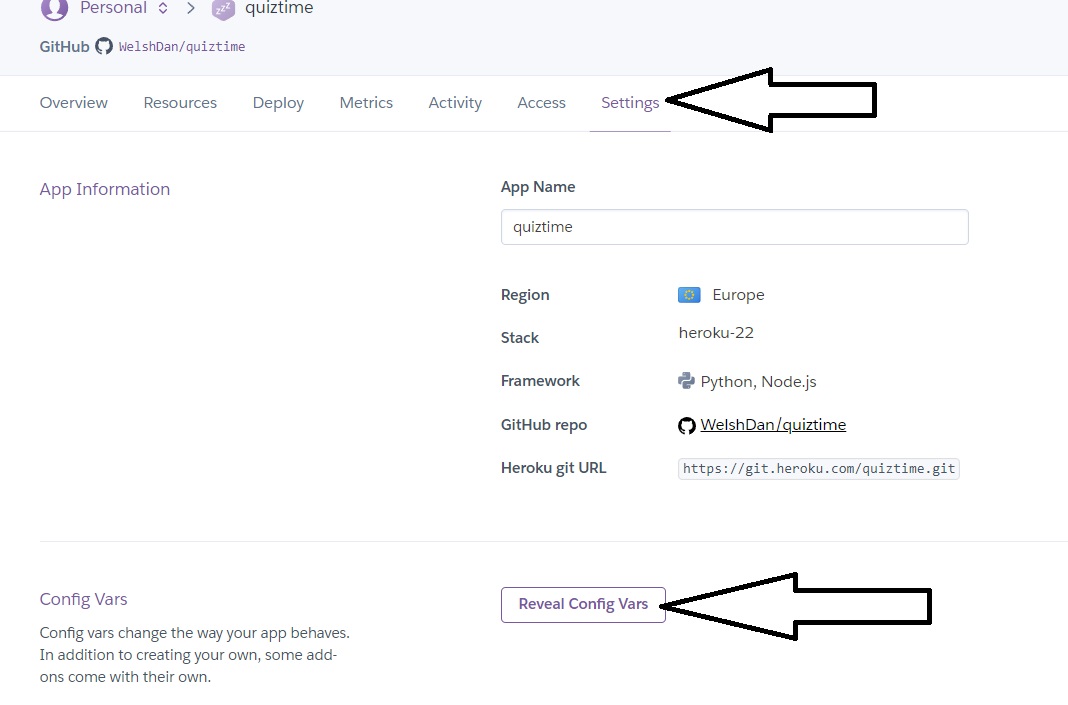 Personal > quiztime
GitHub WelshDan/quiztime
Overview Resources Deploy Metrics Activity Access Settings
App Information
App Name
quiztime
Region Europe
Stack heroku-22
Framework Python, Node.js
GitHub repo WelshDan/quiztime
Heroku git URL https://git.heroku.com/quiztime.git
Config Vars
Config vars change the way your app behaves.
In addition to creating your own, some add-
ons come with their own.
Reveal Config Vars